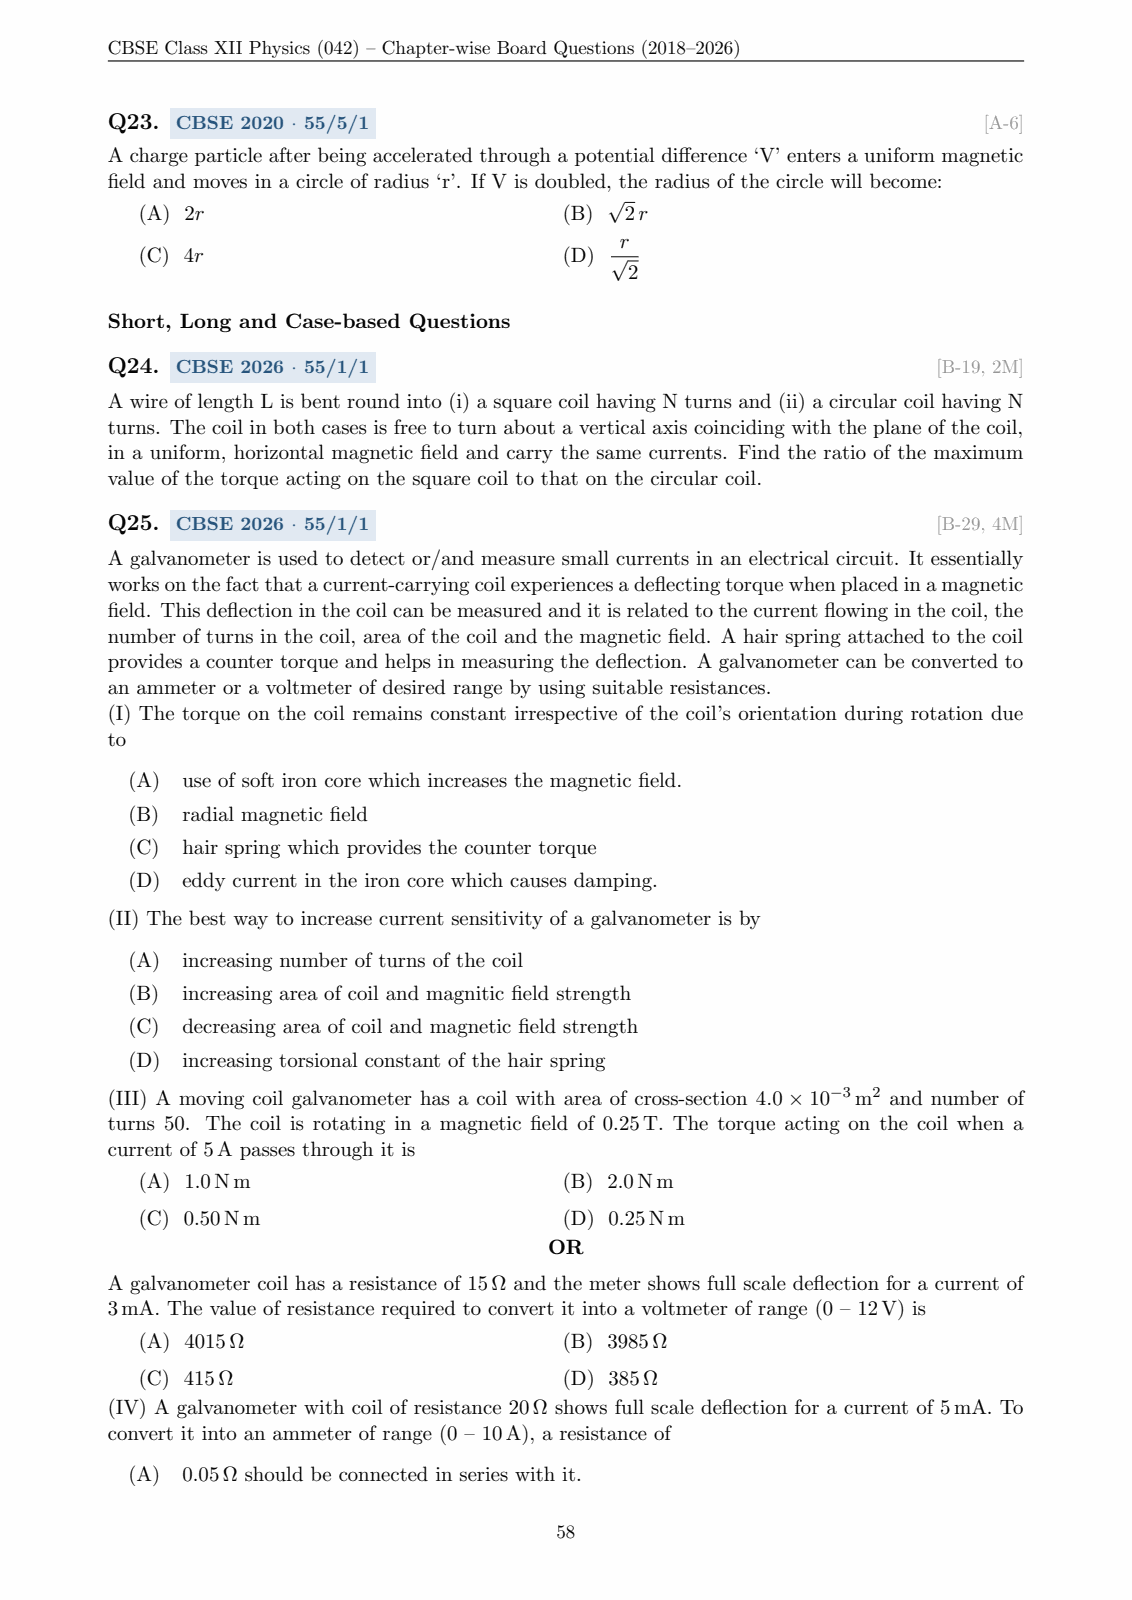 CBSE Class XII Physics (042) – Chapter-wise Board Questions (2018–2026)
Q23. CBSE 2020 · 55/5/1 [A-6]
A charge particle after being accelerated through a potential difference ‘V’ enters a uniform magnetic
field and moves in a circle of radius ‘r’. If V is doubled, the radius of the circle will become:
(A) 2r (B) √2 r
(C) 4r (D) r/√2
Short, Long and Case-based Questions
Q24. CBSE 2026 · 55/1/1 [B-19, 2M]
A wire of length L is bent round into (i) a square coil having N turns and (ii) a circular coil having N
turns. The coil in both cases is free to turn about a vertical axis coinciding with the plane of the coil,
in a uniform, horizontal magnetic field and carry the same currents. Find the ratio of the maximum
value of the torque acting on the square coil to that on the circular coil.
Q25. CBSE 2026 · 55/1/1 [B-29, 4M]
A galvanometer is used to detect or/and measure small currents in an electrical circuit. It essentially
works on the fact that a current-carrying coil experiences a deflecting torque when placed in a magnetic
field. This deflection in the coil can be measured and it is related to the current flowing in the coil, the
number of turns in the coil, area of the coil and the magnetic field. A hair spring attached to the coil
provides a counter torque and helps in measuring the deflection. A galvanometer can be converted to
an ammeter or a voltmeter of desired range by using suitable resistances.
(I) The torque on the coil remains constant irrespective of the coil’s orientation during rotation due
to
(A) use of soft iron core which increases the magnetic field.
(B) radial magnetic field
(C) hair spring which provides the counter torque
(D) eddy current in the iron core which causes damping.
(II) The best way to increase current sensitivity of a galvanometer is by
(A) increasing number of turns of the coil
(B) increasing area of coil and magnitic field strength
(C) decreasing area of coil and magnetic field strength
(D) increasing torsional constant of the hair spring
(III) A moving coil galvanometer has a coil with area of cross-section 4.0 × 10⁻³ m² and number of
turns 50. The coil is rotating in a magnetic field of 0.25 T. The torque acting on the coil when a
current of 5 A passes through it is
(A) 1.0 N m (B) 2.0 N m
(C) 0.50 N m (D) 0.25 N m
OR
A galvanometer coil has a resistance of 15 Ω and the meter shows full scale deflection for a current of
3 mA. The value of resistance required to convert it into a voltmeter of range (0 – 12 V) is
(A) 4015 Ω (B) 3985 Ω
(C) 415 Ω (D) 385 Ω
(IV) A galvanometer with coil of resistance 20 Ω shows full scale deflection for a current of 5 mA. To
convert it into an ammeter of range (0 – 10 A), a resistance of
(A) 0.05 Ω should be connected in series with it.
58